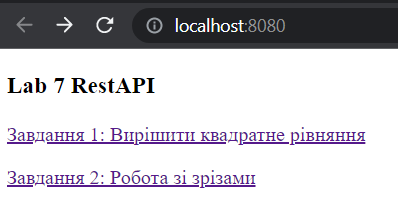 localhost:8080
Lab 7 RestAPI
Завдання 1: Вирішити квадратне рівняння
Завдання 2: Робота зі зрізами